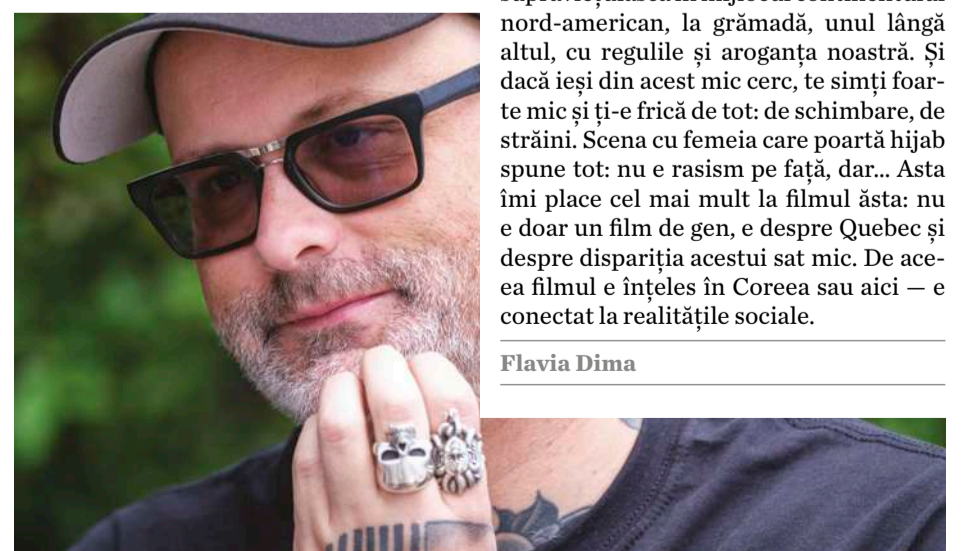 nord-american, la grămadă, unul lângă
altul, cu regulile și aroganța noastră. Și
dacă ieși din acest mic cerc, te simți foar-
te mic și ți-e frică de tot: de schimbare, de
străini. Scena cu femeia care poartă hijab
spune tot: nu e rasism pe față, dar... Asta
îmi place cel mai mult la filmul ăsta: nu
e doar un film de gen, e despre Quebec și
despre dispariția acestui sat mic. De ace-
ea filmul e înțeles în Coreea sau aici — e
conectat la realitățile sociale.
Flavia Dima